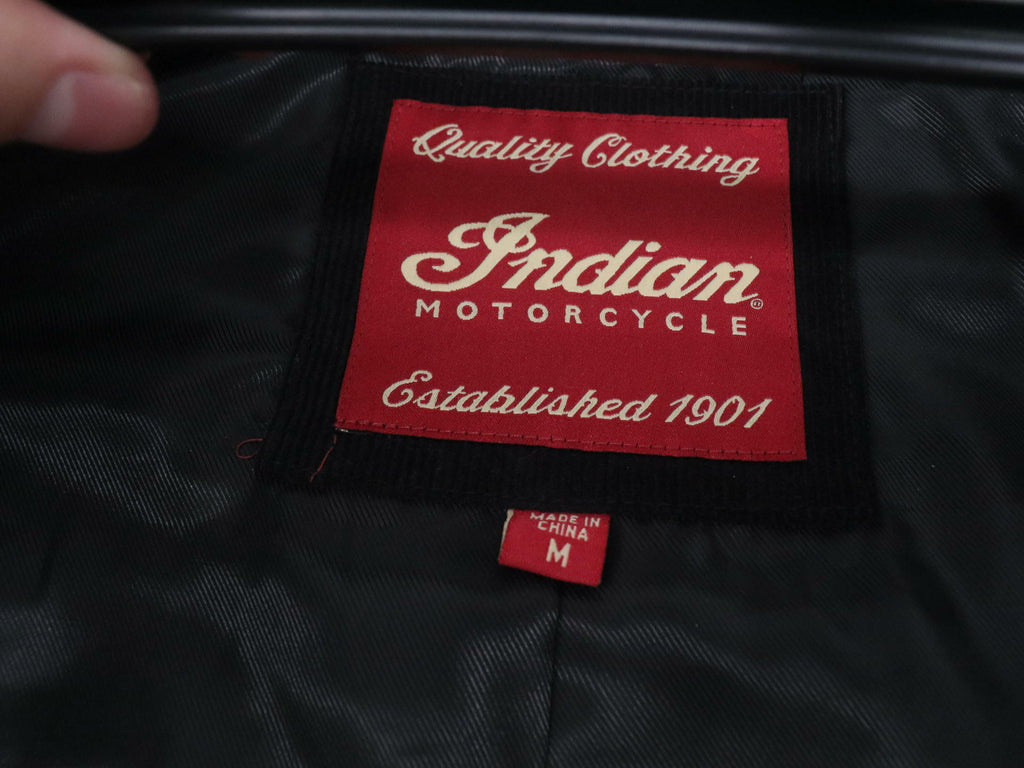 Quality Clothing
Indian®
MOTORCYCLE
Established 1901
MADE IN
CHINA
M